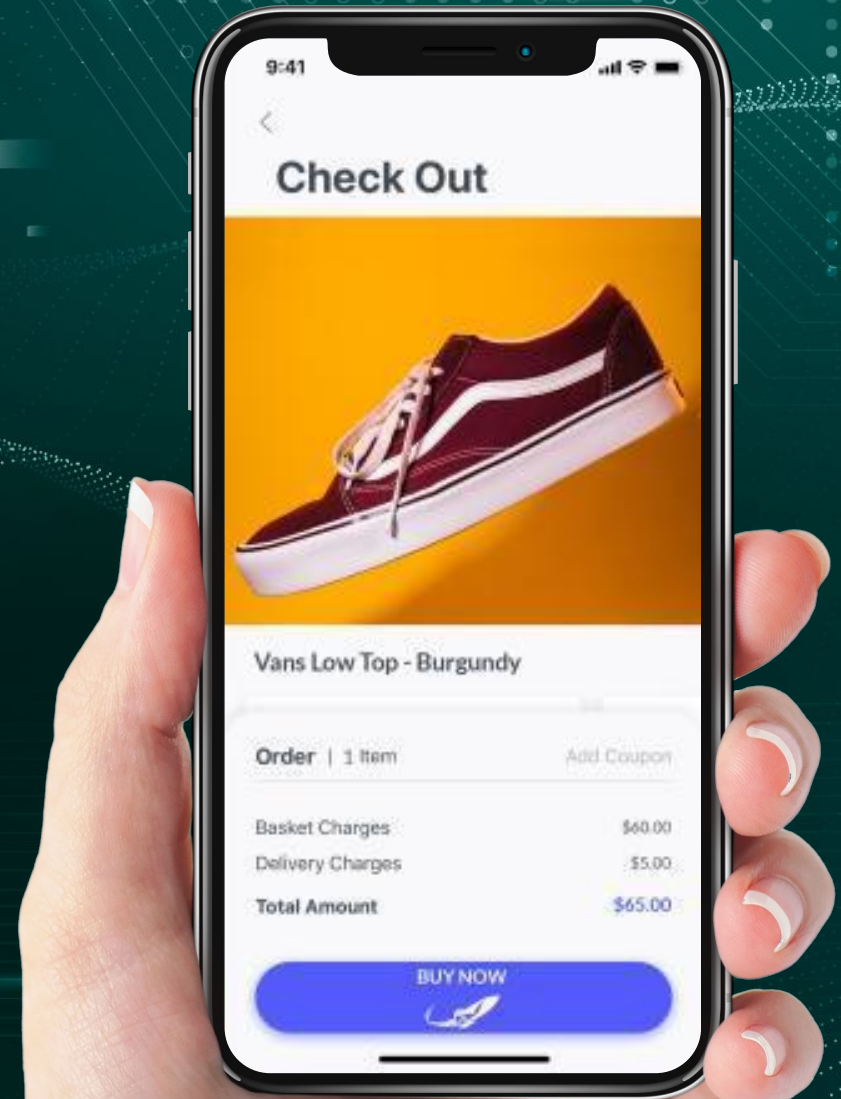 9:41
Check Out
Vans Low Top - Burgundy
Order | 1 Item Add Coupon
Basket Charges $60.00
Delivery Charges $5.00
Total Amount $65.00
BUY NOW